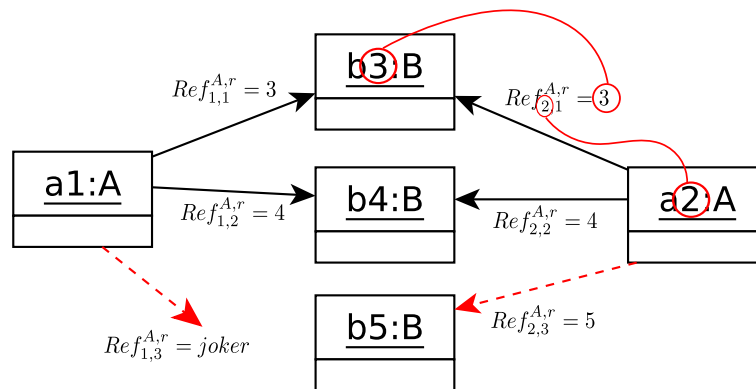 b3:B
Ref_{1,1}^{A,r} = 3
Ref_{2,1}^{A,r} = 3
a1:A
b4:B
a2:A
Ref_{1,2}^{A,r} = 4
Ref_{2,2}^{A,r} = 4
b5:B
Ref_{2,3}^{A,r} = 5
Ref_{1,3}^{A,r} = joker